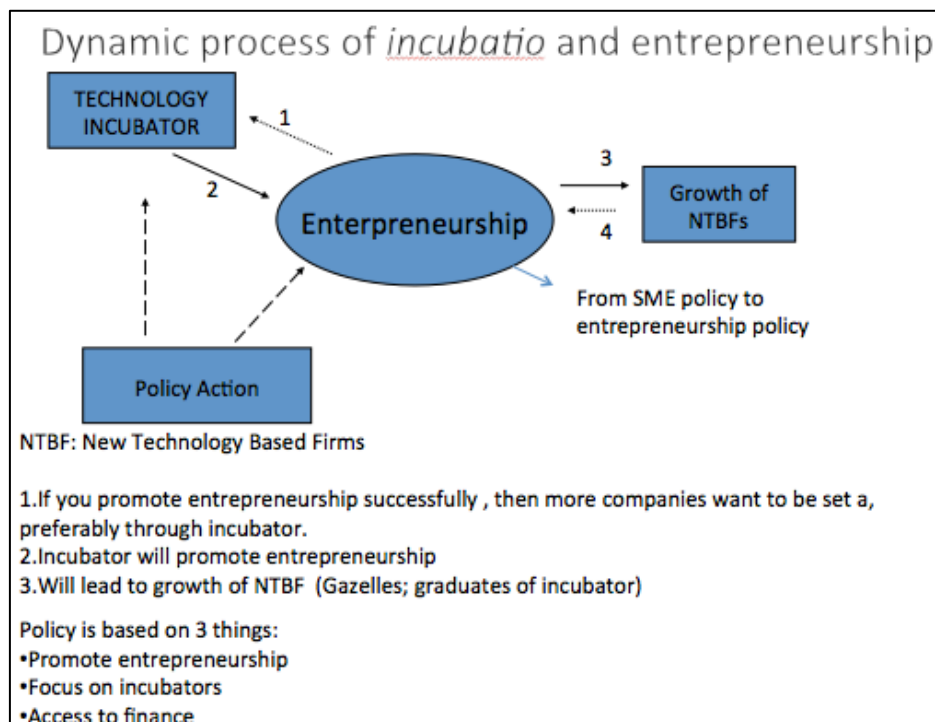 Dynamic process of incubatio and entrepreneurship
TECHNOLOGY
INCUBATOR
1
2
Enterpreneurship
3
4
Growth of
NTBFs
From SME policy to
entrepreneurship policy
Policy Action
NTBF: New Technology Based Firms
1.If you promote entrepreneurship successfully , then more companies want to be set a,
preferably through incubator.
2.Incubator will promote entrepreneurship
3.Will lead to growth of NTBF (Gazelles; graduates of incubator)
Policy is based on 3 things:
•Promote entrepreneurship
•Focus on incubators
•Access to finance